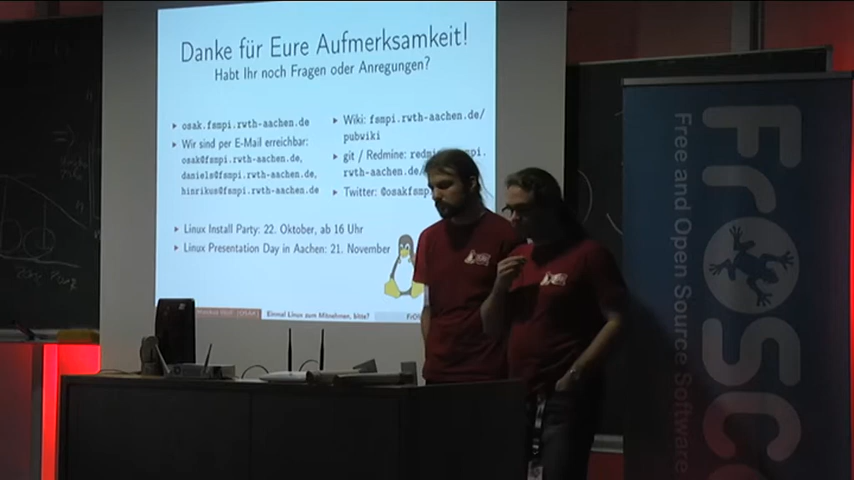 Danke für Eure Aufmerksamkeit!
Habt Ihr noch Fragen oder Anregungen?
osak.fsmpi.rwth-aachen.de
Wir sind per E-Mail erreichbar:
osak@fsmpi.rwth-aachen.de,
daniels@fsmpi.rwth-aachen.de,
hinrikus@fsmpi.rwth-aachen.de
Wiki: fsmpi.rwth-aachen.de/
pubwiki
git / Redmine:
rwth-aachen.de/
Twitter: @osakfsmp
Linux Install Party: 22. Oktober, ab 16 Uhr
Linux Presentation Day in Aachen: 21. November
Einmal Linux zum Mitnehmen, bitte?
FrOS
FrOSC
Free and Open Source Software